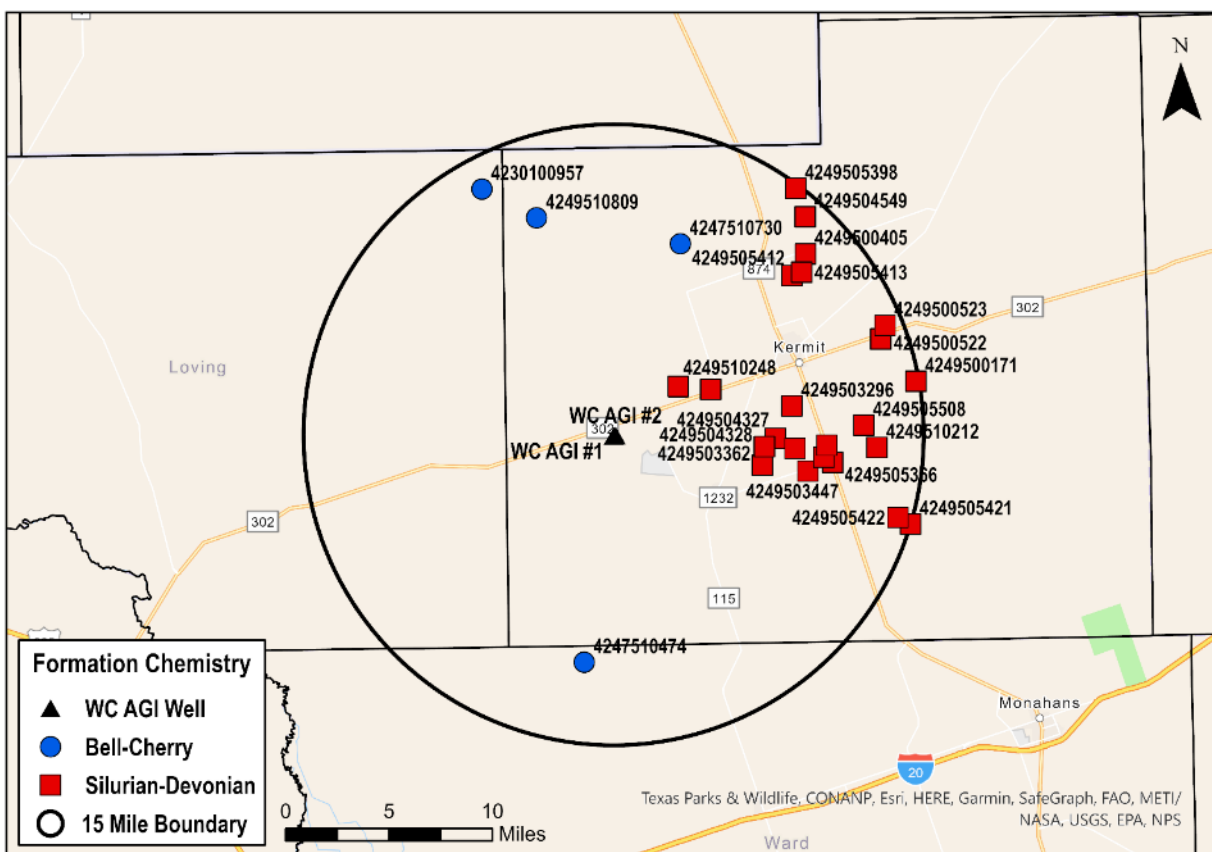 N
4249505398
4230100957
4249504549
4249510809
4247510730
4249500405
4249505412
874
4249505413
4249500523
302
4249500522
Kermit
Loving
4249500171
4249510248
4249503296
WC AGI #2
4249504327
4249505508
302
4249504328
4249510212
WC AGI #1
4249503362
4249505366
4249503447
1232
302
4249505422
4249505421
115
4247510474
Formation Chemistry
WC AGI Well
Bell-Cherry
Silurian-Devonian
15 Mile Boundary
Monahans
20
0 5 10
Miles
Texas Parks & Wildlife, CONANP, Esri, HERE, Garmin, SafeGraph, FAO, METI/
NASA, USGS, EPA, NPS
Ward